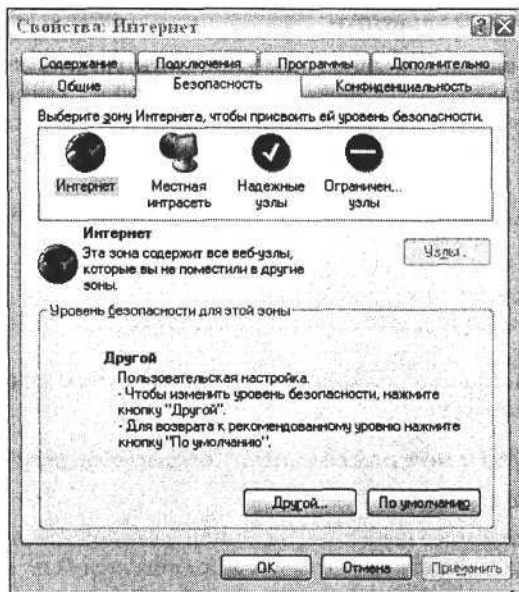 Свойства: Интернет
Содержание Подключения Программы Дополнительно
Общие Безопасность Конфиденциальность
Выберите зону Интернета, чтобы присвоить ей уровень безопасности.
Интернет Местная интрасеть Надежные узлы Ограничен... узлы
Интернет
Эта зона содержит все веб-узлы,
которые вы не поместили в другие
зоны.
Узлы...
Уровень безопасности для этой зоны
Другой
Пользовательская настройка.
- Чтобы изменить уровень безопасности, нажмите
кнопку "Другой".
- Для возврата к рекомендованному уровню нажмите
кнопку "По умолчанию".
Другой... По умолчанию
ОК Отмена Применить